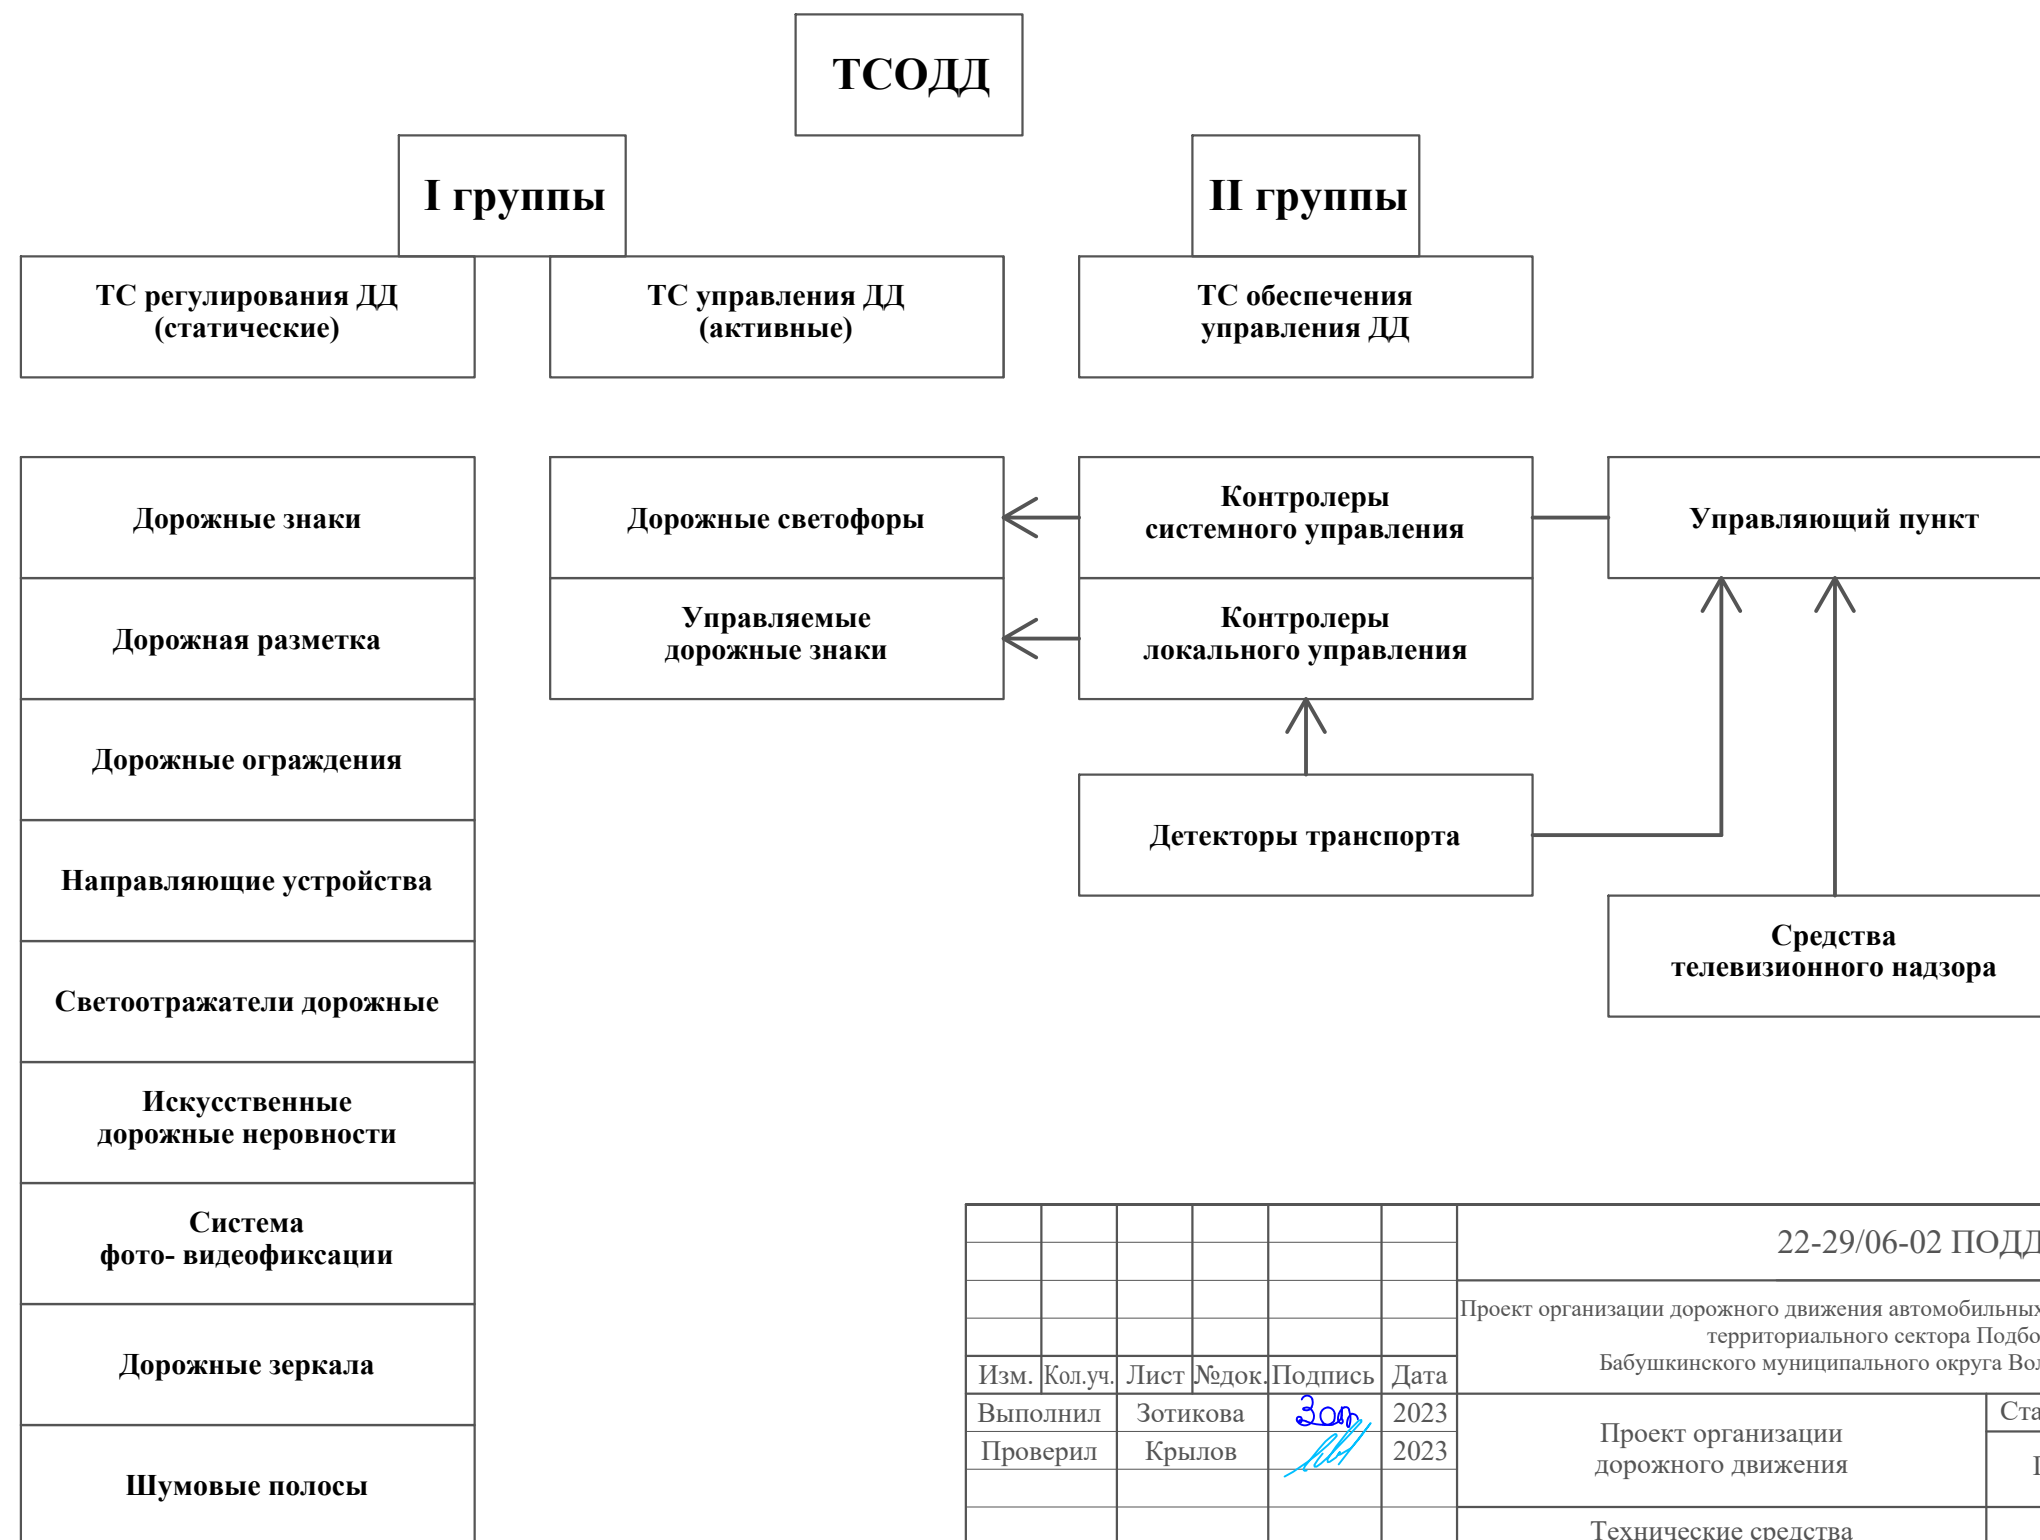 ТСОДД
I группы
II группы
ТС регулирования ДД
(статические)
ТС управления ДД
(активные)
ТС обеспечения
управления ДД
Дорожные знаки
Дорожные светофоры
Контролеры
системного управления
Управляющий пункт
Дорожная разметка
Управляемые
дорожные знаки
Контролеры
локального управления
Дорожные ограждения
Детекторы транспорта
Направляющие устройства
Средства
телевизионного надзора
Светоотражатели дорожные
Искусственные
дорожные неровности
Система
фото- видеофиксации
Дорожные зеркала
Шумовые полосы
22-29/06-02 ПОДД
Проект организации дорожного движения автомобильных
территориального сектора
Бабушкинского муниципального округа
Изм. Кол.уч. Лист №док. Подпись Дата
Выполнил Зотикова 2023
Проверил Крылов 2023
Проект организации
дорожного движения
Технические средства